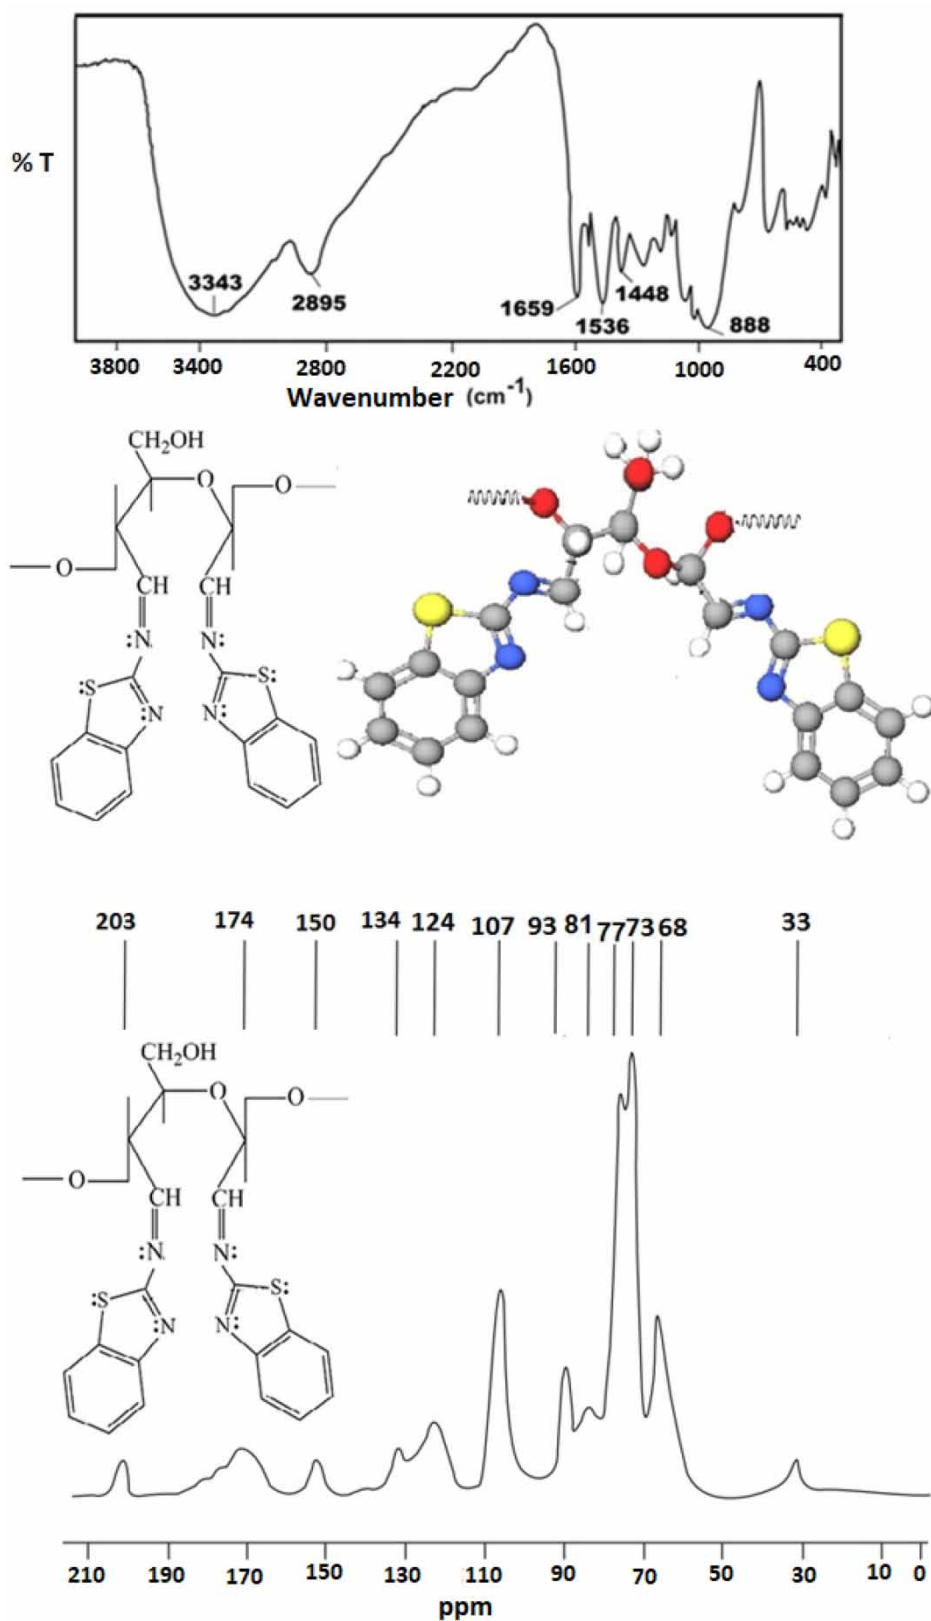 % T
3343
2895
1659
1536
1448
888
3800 3400 2800 2200 1600 1000 400
Wavenumber (cm-1)
CH₂OH
O
O
O
CH
CH
:N
N:
:S
N:
N:
S:
203 174 150 134 124 107 93 81 77 73 68 33
CH₂OH
O
O
O
CH
CH
:N
N:
:S
N:
N:
S:
210 190 170 150 130 110 90 70 50 30 10 0
ppm